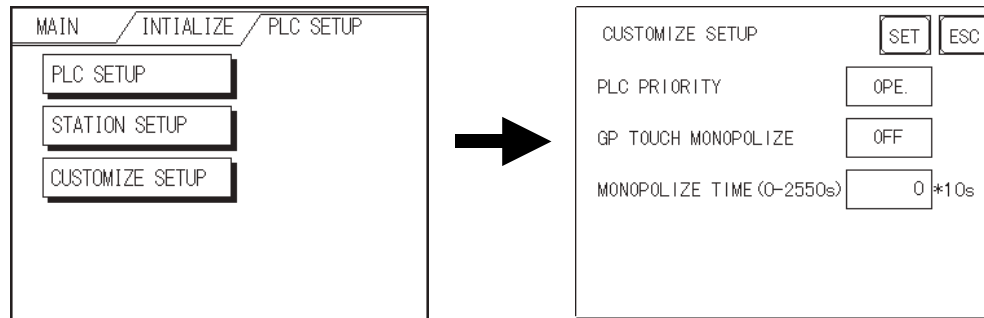 MAIN INTIALIZE PLC SETUP
PLC SETUP
STATION SETUP
CUSTOMIZE SETUP
CUSTOMIZE SETUP SET ESC
PLC PRIORITY OPE.
GP TOUCH MONOPOLIZE OFF
MONOPOLIZE TIME(0-2550s) 0 *10s